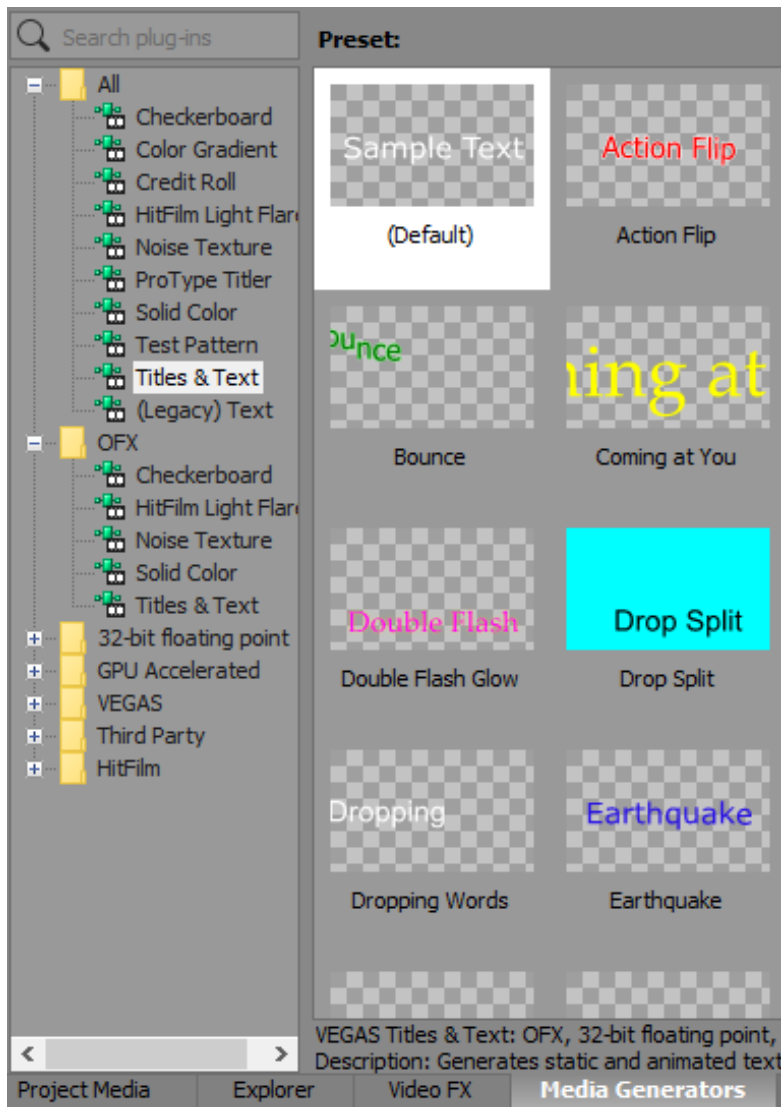 Search plug-ins
Preset:
All
Checkerboard
Color Gradient
Credit Roll
HitFilm Light Flar
Noise Texture
ProType Titler
Solid Color
Test Pattern
Titles & Text
(Legacy) Text
OFX
Checkerboard
HitFilm Light Flar
Noise Texture
Solid Color
Titles & Text
32-bit floating point
GPU Accelerated
VEGAS
Third Party
HitFilm
Sample Text
(Default)
Action Flip
Action Flip
ounce
Bounce
ning at
Coming at You
Double Flash
Double Flash Glow
Drop Split
Drop Split
Dropping
Dropping Words
Earthquake
Earthquake
VEGAS Titles & Text: OFX, 32-bit floating point,
Description: Generates static and animated text
Project Media
Explorer
Video FX
Media Generators